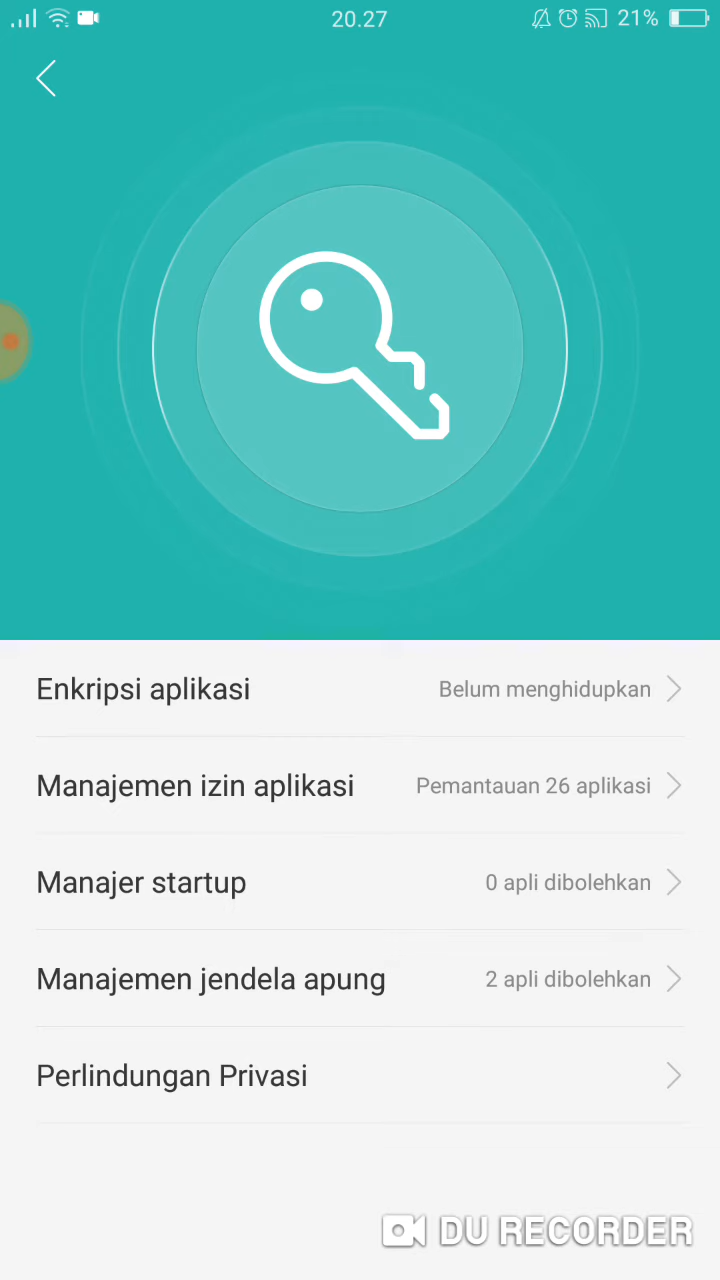 20.27
21%
Enkripsi aplikasi Belum menghidupkan
Manajemen izin aplikasi Pemantauan 26 aplikasi
Manajer startup 0 apli dibolehkan
Manajemen jendela apung 2 apli dibolehkan
Perlindungan Privasi
DU RECORDER